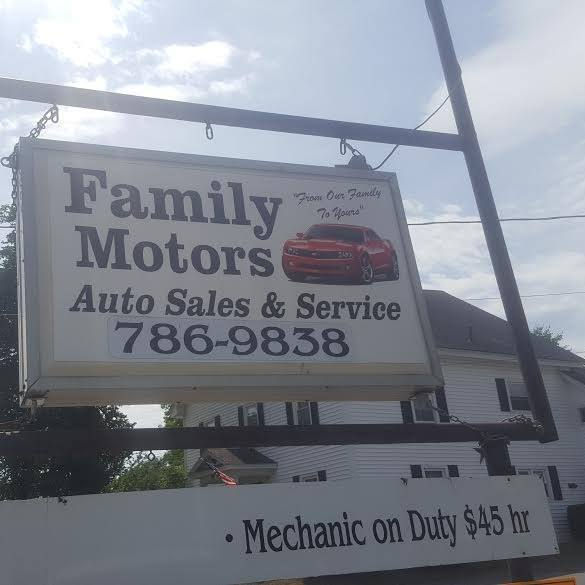 Family
Motors
"From Our Family
To Yours"
Auto Sales & Service
786-9838
• Mechanic on Duty $45 hr